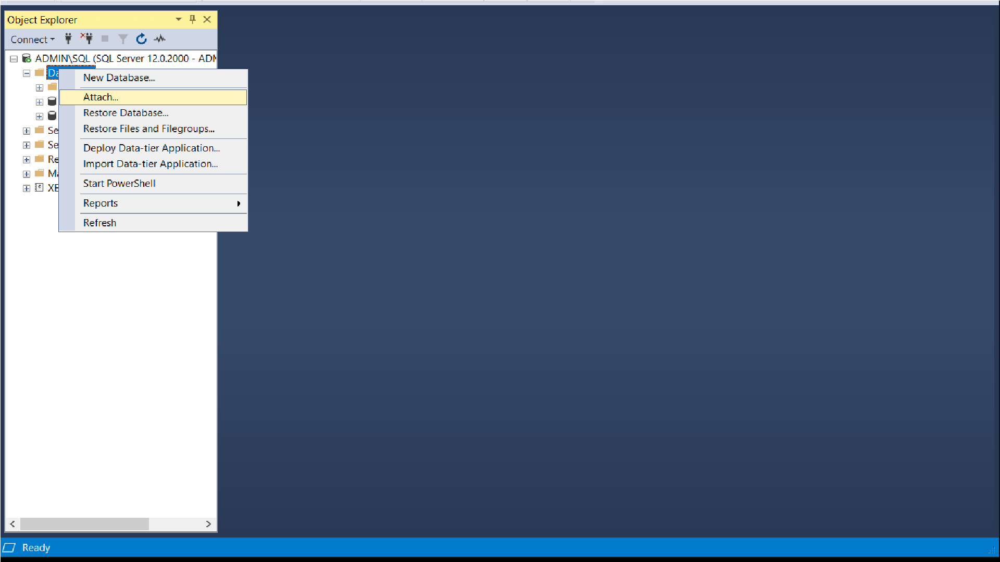 Object Explorer
Connect
ADMIN\SQL (SQL Server 12.0.2000 - ADM
Da
New Database...
Attach...
Restore Database...
Restore Files and Filegroups...
Se
Deploy Data-tier Application...
Se
Import Data-tier Application...
Re
Ma
Start PowerShell
XE
Reports
Refresh
Ready